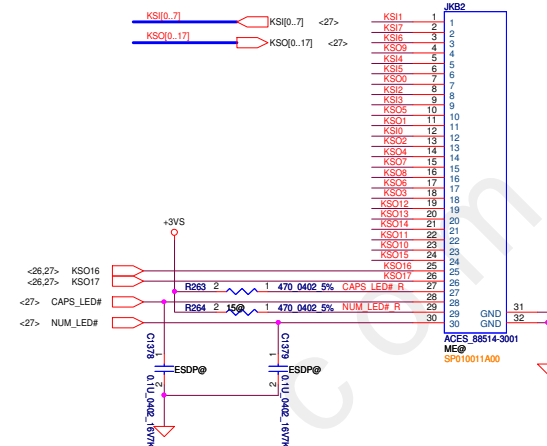 JKB2
KSI[0..7] KSI[0..7] <27>
KSO[0..17] KSO[0..17] <27>
KSI1 1 1
KSI7 2 2
KSI6 3 3
KSO9 4 4
KSI4 5 5
KSI5 6 6
KSO0 7 7
KSI2 8 8
KSI3 9 9
KSO5 10 10
KSO1 11 11
KSI0 12 12
KSO2 13 13
KSO4 14 14
KSO7 15 15
KSO8 16 16
KSO6 17 17
KSO3 18 18
KSO12 19 19
KSO13 20 20
KSO14 21 21
KSO11 22 22
KSO10 23 23
KSO15 24 24
+3VS
<26,27> KSO16 KSO16 25 25
<26,27> KSO17 KSO17 26 26
R263 2 1 470_0402_5% CAPS_LED#_R 27 27
<27> CAPS_LED# 28 28
R264 2 15@ 1 470_0402_5% NUM_LED#_R 29 29 GND 31
<27> NUM_LED# 30 30 GND 32
ACES_88514-3001
ME@
SP010011A00
C1378 1 2 ESDP@ 0.1U_0402_16V7K
C1379 1 2 ESDP@ 0.1U_0402_16V7K
com